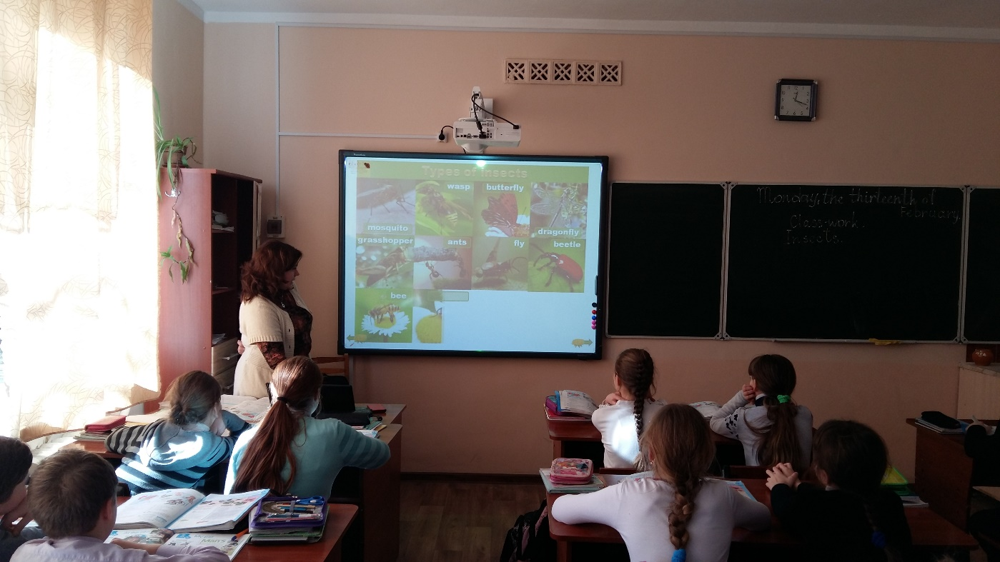 Types of insects
wasp
butterfly
mosquito
dragonfly
grasshopper
ants
fly
beetle
bee
Monday, the thirteenth of
February.
Class-work.
Insects.